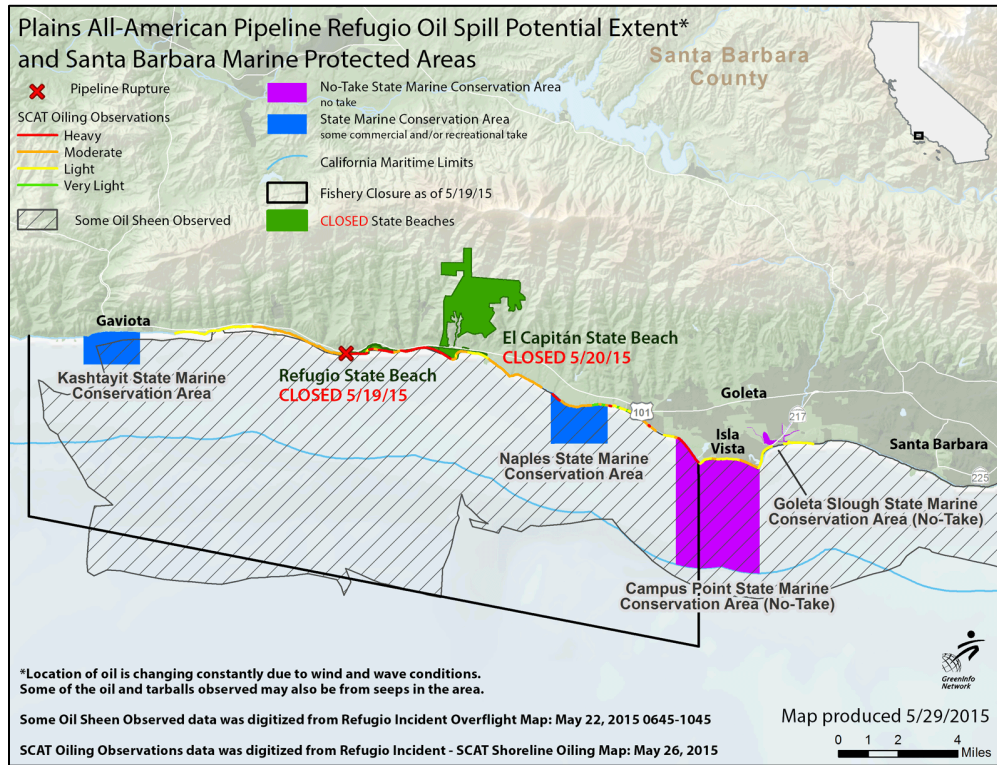 Plains All-American Pipeline Refugio Oil Spill Potential Extent*
and Santa Barbara Marine Protected Areas
Santa Barbara
County
Pipeline Rupture
SCAT Oiling Observations
Heavy
Moderate
Light
Very Light
Some Oil Sheen Observed
No-Take State Marine Conservation Area
no take
State Marine Conservation Area
some commercial and/or recreational take
California Maritime Limits
Fishery Closure as of 5/19/15
CLOSED State Beaches
Gaviota
Kashtayit State Marine
Conservation Area
Refugio State Beach
CLOSED 5/19/15
El Capitán State Beach
CLOSED 5/20/15
Naples State Marine
Conservation Area
101
Goleta
217
Isla
Vista
Santa Barbara
225
Goleta Slough State Marine
Conservation Area (No-Take)
Campus Point State Marine
Conservation Area (No-Take)
*Location of oil is changing constantly due to wind and wave conditions.
Some of the oil and tarballs observed may also be from seeps in the area.
Some Oil Sheen Observed data was digitized from Refugio Incident Overflight Map: May 22, 2015 0645-1045
SCAT Oiling Observations data was digitized from Refugio Incident - SCAT Shoreline Oiling Map: May 26, 2015
GreenInfo
Network
Map produced 5/29/2015
0 1 2 4
Miles